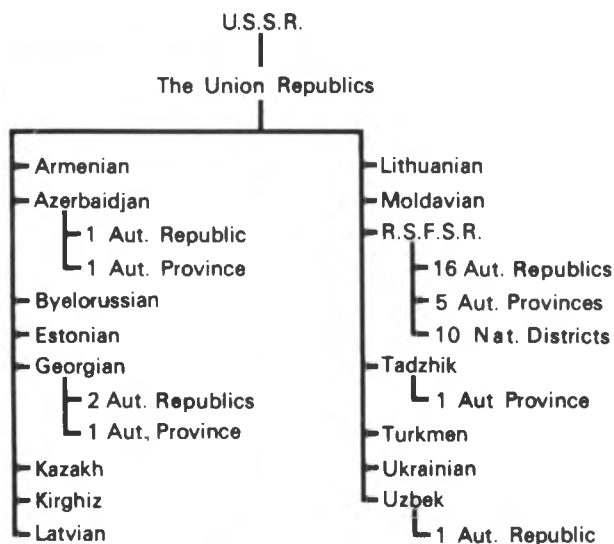 U.S.S.R.
The Union Republics
Armenian
Azerbaidjan
1 Aut. Republic
1 Aut. Province
Byelorussian
Estonian
Georgian
2 Aut. Republics
1 Aut. Province
Kazakh
Kirghiz
Latvian
Lithuanian
Moldavian
R.S.F.S.R.
16 Aut. Republics
5 Aut. Provinces
10 Nat. Districts
Tadzhik
1 Aut Province
Turkmen
Ukrainian
Uzbek
1 Aut. Republic